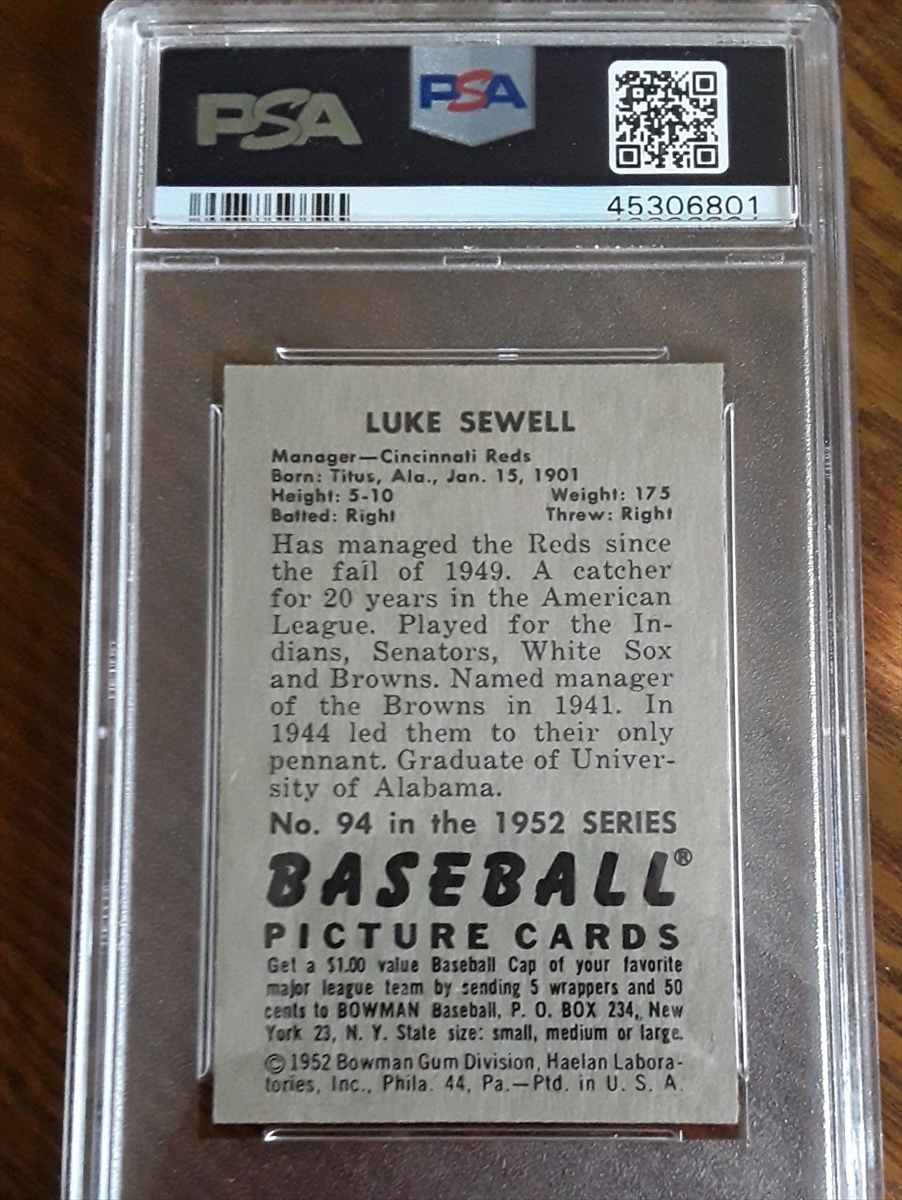 PSA
PSA
45306801
LUKE SEWELL
Manager—Cincinnati Reds
Born: Titus, Ala., Jan. 15, 1901
Height: 5-10 Weight: 175
Batted: Right Threw: Right
Has managed the Reds since
the fall of 1949. A catcher
for 20 years in the American
League. Played for the In-
dians, Senators, White Sox
and Browns. Named manager
of the Browns in 1941. In
1944 led them to their only
pennant. Graduate of Univer-
sity of Alabama.
No. 94 in the 1952 SERIES
BASEBALL®
PICTURE CARDS
Get a $1.00 value Baseball Cap of your favorite
major league team by sending 5 wrappers and 50
cents to BOWMAN Baseball, P. O. BOX 234, New
York 23, N. Y. State size: small, medium or large.
© 1952 Bowman Gum Division, Haelan Labora-
tories, Inc., Phila. 44, Pa.—Ptd. in U. S. A.